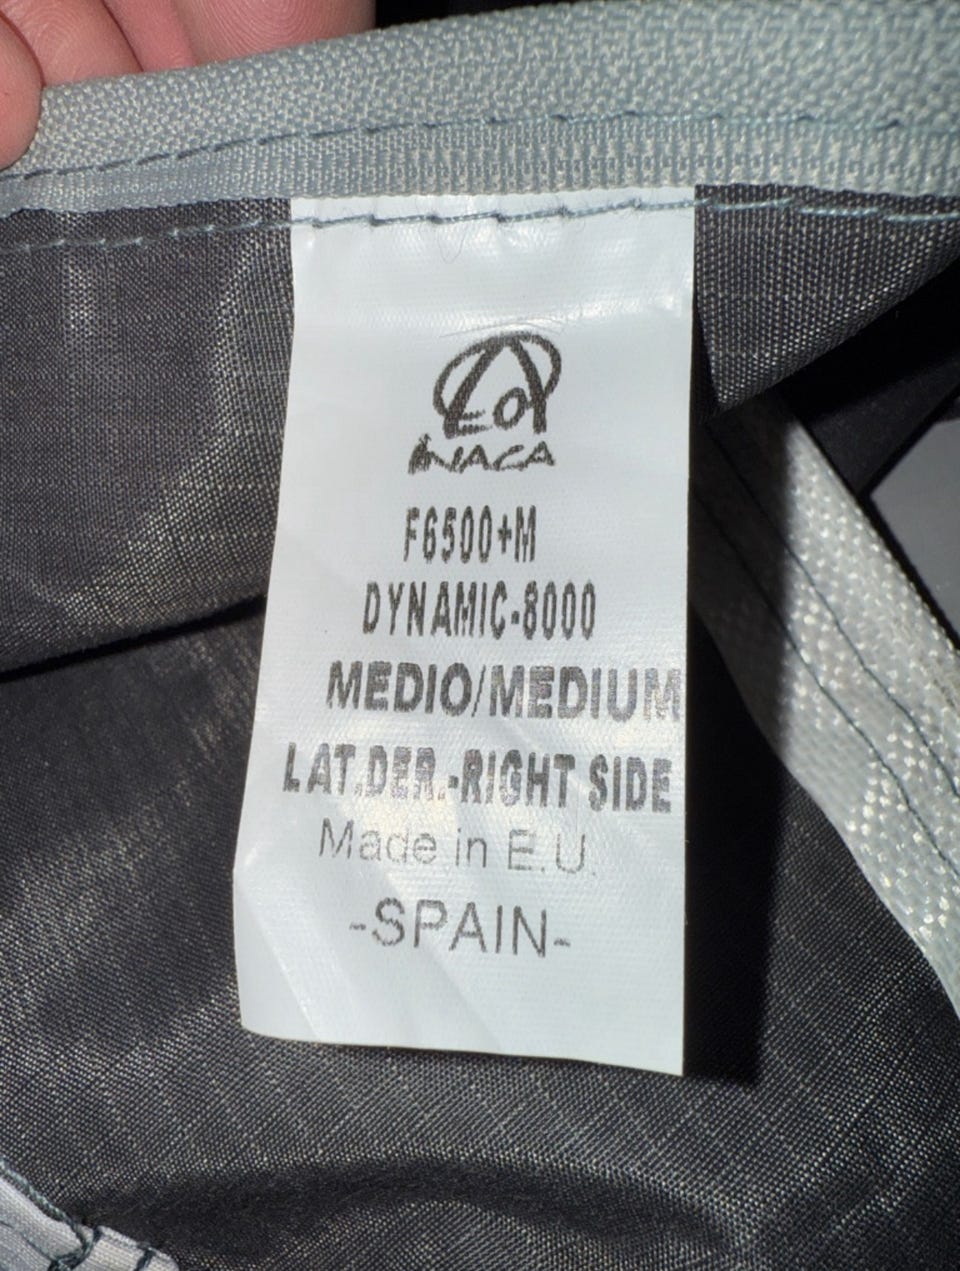 INACA
F6500+M
DYNAMIC-8000
MEDIO/MEDIUM
LAT.DER.-RIGHT SIDE
Made in E.U.
-SPAIN-